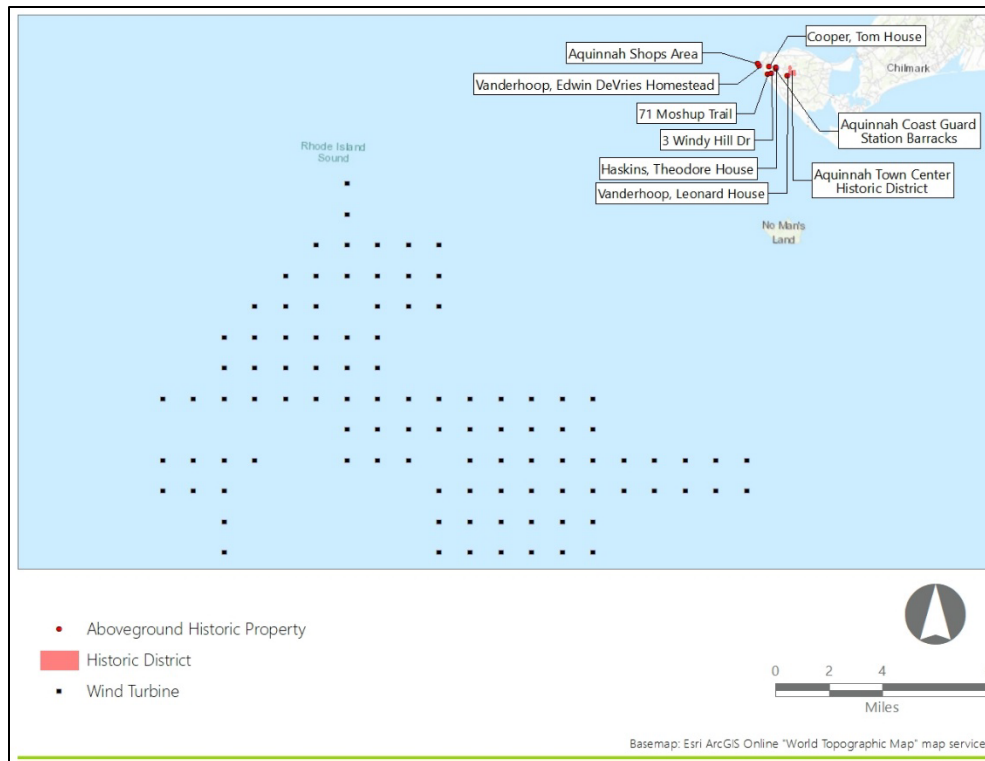 Cooper, Tom House
Aquinnah Shops Area
Chilmark
Vanderhoop, Edwin DeVries Homestead
71 Moshup Trail
Aquinnah Coast Guard
Station Barracks
3 Windy Hill Dr
Rhode Island
Sound
Haskins, Theodore House
Aquinnah Town Center
Historic District
Vanderhoop, Leonard House
No Man's
Land
Aboveground Historic Property
Historic District
Wind Turbine
0 2 4
Miles
Basemap: Esri ArcGIS Online "World Topographic Map" map service